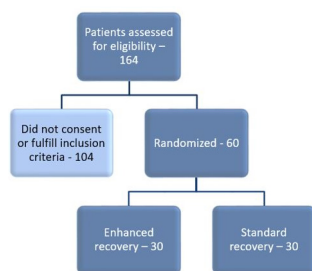 Patients assessed
for eligibility –
164
Did not consent
or fulfill inclusion
criteria - 104
Randomized - 60
Enhanced
recovery – 30
Standard
recovery – 30